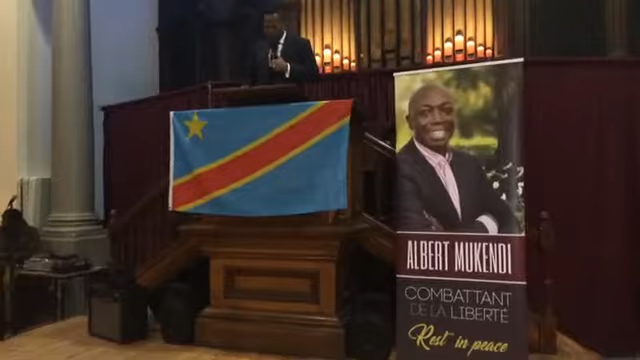 ALBERT MUKENDI
COMBATTANT
DE LA LIBERTÉ
Rest in peace